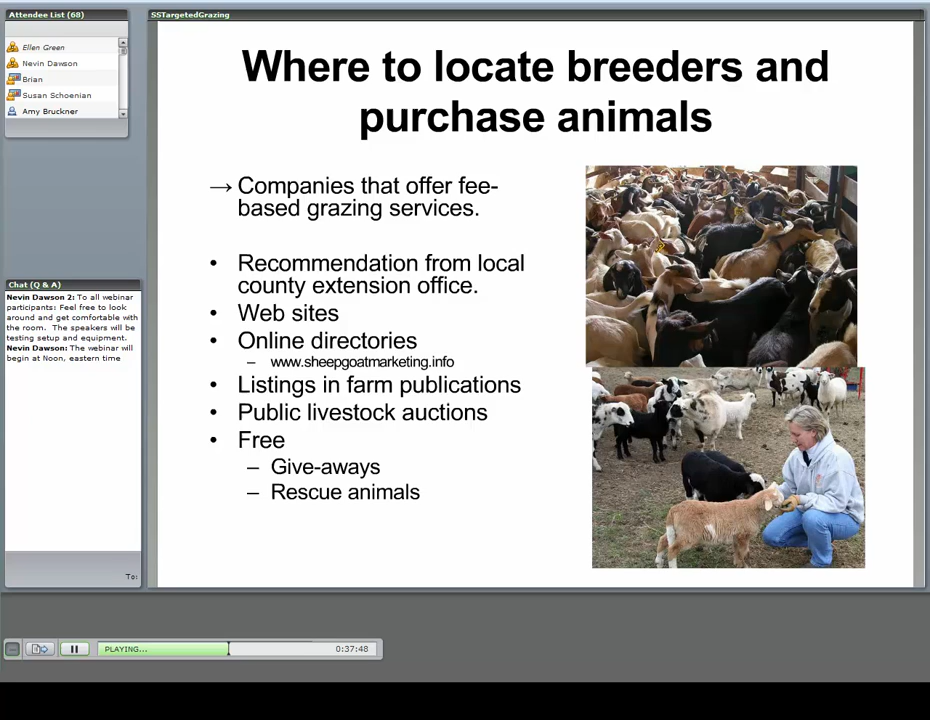 Attendee List (68)
Ellen Green
Nevin Dawson
Brian
Susan Schoenian
Amy Bruckner
SSTargetedGrazing
Where to locate breeders and
purchase animals
→ Companies that offer fee-
based grazing services.
• Recommendation from local
county extension office.
• Web sites
• Online directories
– www.sheepgoatmarketing.info
• Listings in farm publications
• Public livestock auctions
• Free
– Give-aways
– Rescue animals
Chat (Q & A)
Nevin Dawson 2: To all webinar
participants: Feel free to look
around and get comfortable with
the room. The speakers will be
testing setup and equipment.
Nevin Dawson: The webinar will
begin at Noon, eastern time
To:
PLAYING...
0:37:48